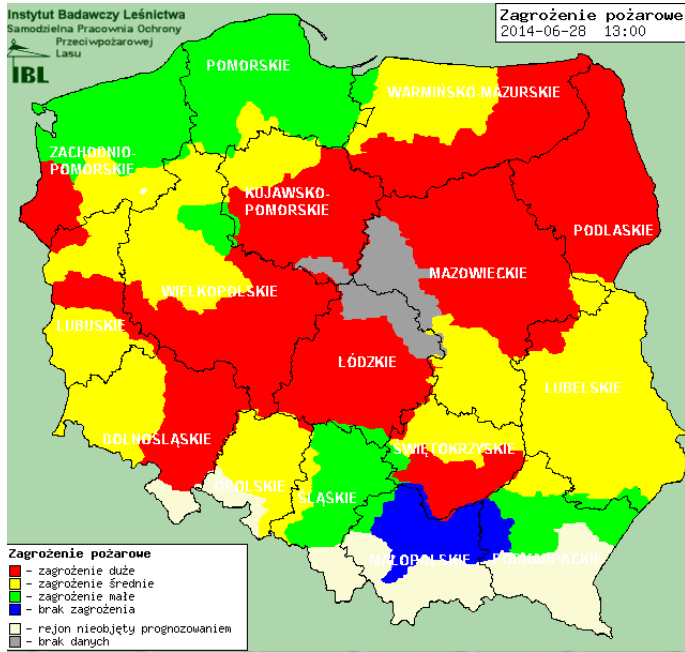 Instytut Badawczy Leśnictwa
Samodzielna Pracownia Ochrony
Przeciwpożarowej
Lasu
IBL
Zagrożenie pożarowe
2014-06-28 13:00
POMORSKIE
WARMIŃSKO-MAZURSKIE
ZACHODNIO-
POMORSKIE
KUJAWSKO-
POMORSKIE
PODLASKIE
MAZOWIECKIE
WIELKOPOLSKIE
LUBUSKIE
ŁÓDZKIE
LUBELSKIE
DOLNOŚLĄSKIE
ŚWIĘTOKRZYSKIE
OPOLSKIE
ŚLĄSKIE
MAŁOPOLSKIE
PODKARPACKIE
Zagrożenie pożarowe
- zagrożenie duże
- zagrożenie średnie
- zagrożenie małe
- brak zagrożenia
- rejon nieobjęty prognozowaniem
- brak danych